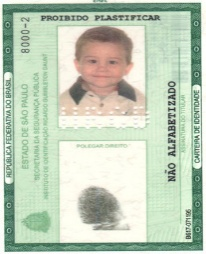 PROIBIDO PLASTIFICAR
8000-2
REPÚBLICA FEDERATIVA DO BRASIL
ESTADO DE SÃO PAULO
SECRETARIA DA SEGURANÇA PÚBLICA
INSTITUTO DE IDENTIFICAÇÃO RICARDO GUMBLETON DAUNT
POLEGAR DIREITO
NÃO ALFABETIZADO
ASSINATURA DO TITULAR
CARTEIRA DE IDENTIDADE